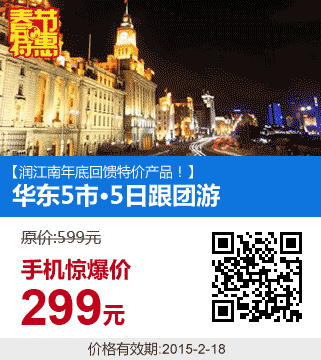 春节
特惠
【润江南年底回馈特价产品！】
华东5市·5日跟团游
原价:599元
手机惊爆价
299元
价格有效期:2015-2-18